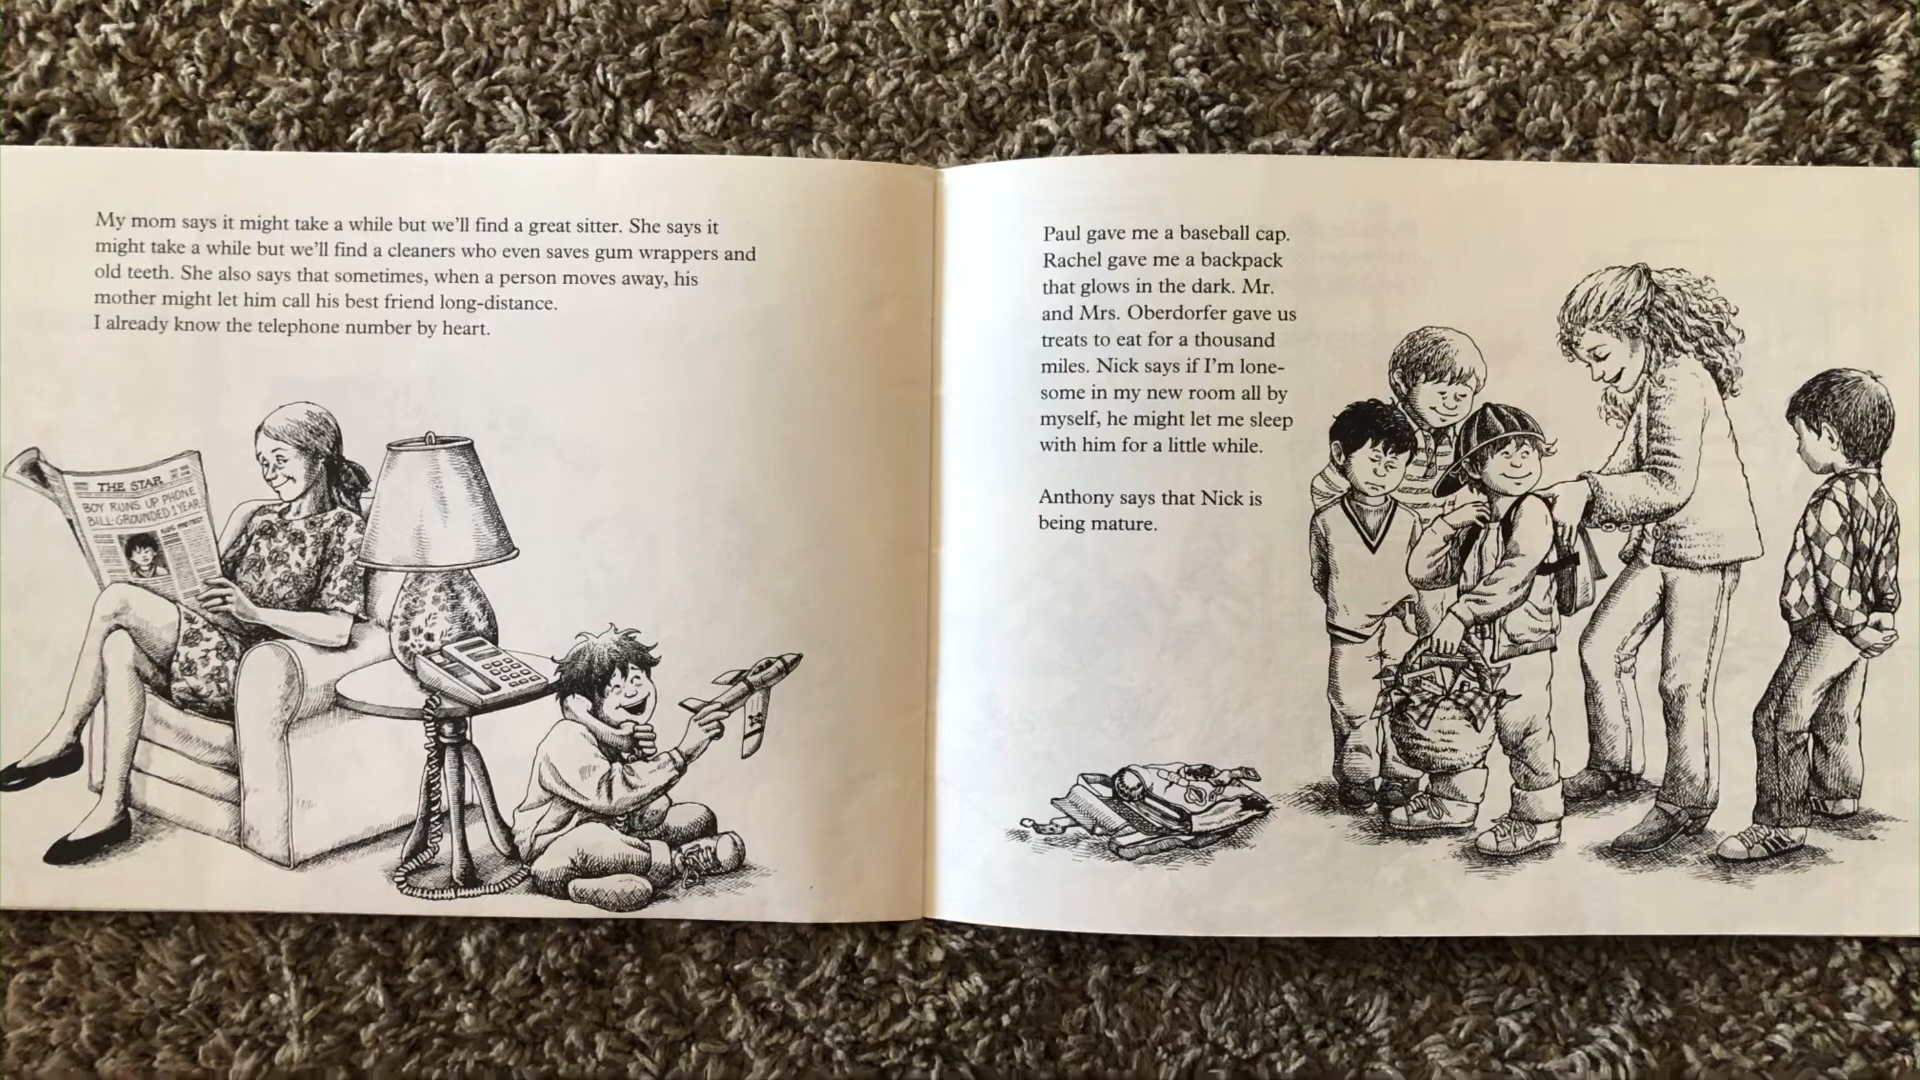 My mom says it might take a while but we'll find a great sitter. She says it
might take a while but we'll find a cleaners who even saves gum wrappers and
old teeth. She also says that sometimes, when a person moves away, his
mother might let him call his best friend long-distance.
I already know the telephone number by heart.
THE STAR
BOY RUNS UP PHONE
BILL·GROUNDED 1 YEAR
Paul gave me a baseball cap.
Rachel gave me a backpack
that glows in the dark. Mr.
and Mrs. Oberdorfer gave us
treats to eat for a thousand
miles. Nick says if I'm lone-
some in my new room all by
myself, he might let me sleep
with him for a little while.
Anthony says that Nick is
being mature.